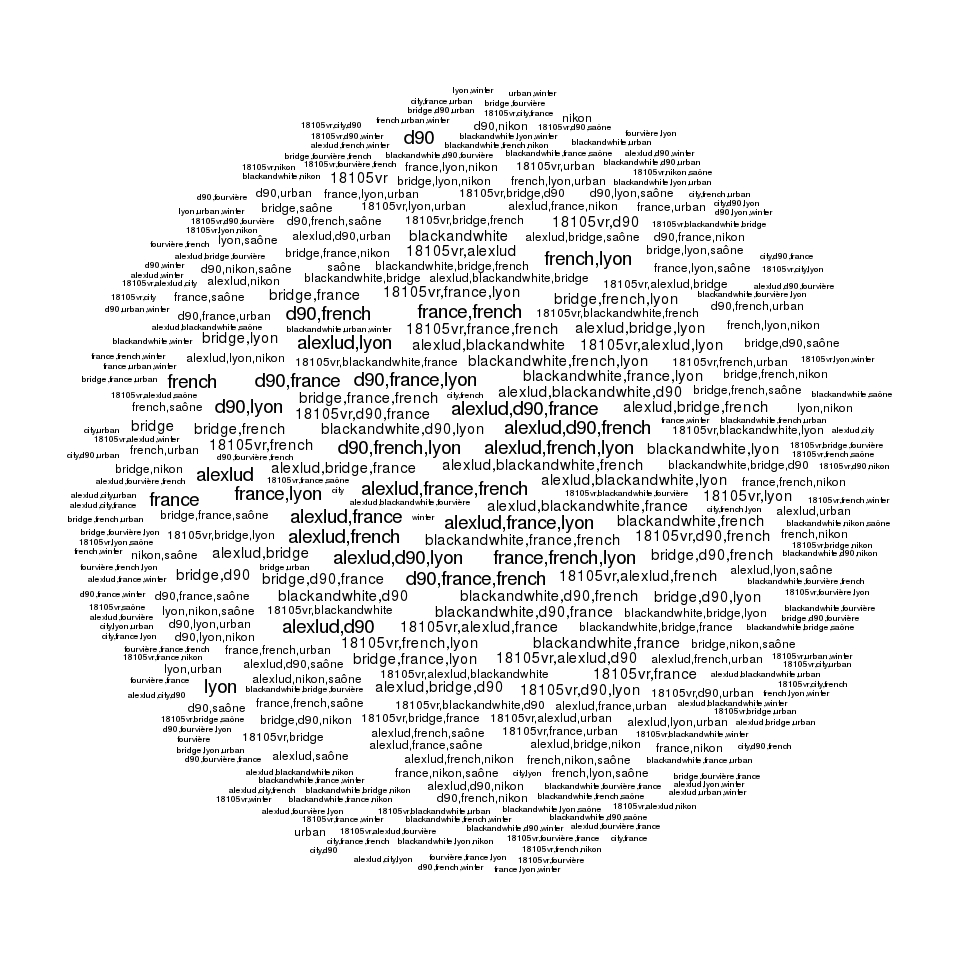 lyon,winter urban,winter
city,france,urban bridge,fourvière
bridge,d90,urban 18105vr,city,france
french,urban,winter nikon
18105vr,city,d90 d90,nikon 18105vr,d90,saône
18105vr,d90,winter d90 blackandwhite,lyon,winter fourvière,lyon
alexlud,french,winter blackandwhite,french,nikon blackandwhite,urban
bridge,fourvière,french blackandwhite,d90,fourvière blackandwhite,france,saône alexlud,d90,winter
18105vr,nikon 18105vr,fourvière,french france,lyon,nikon 18105vr,urban blackandwhite,d90,urban
blackandwhite,nikon 18105vr bridge,lyon,nikon french,lyon,urban 18105vr,nikon,saône
blackandwhite,lyon,urban
d90,fourvière d90,urban france,lyon,urban 18105vr,bridge,d90 d90,lyon,saône city,french,urban
lyon,urban,winter bridge,saône 18105vr,lyon,urban alexlud,france,nikon france,urban city,d90,lyon
d90,lyon,winter
18105vr,d90,fourvière d90,french,saône 18105vr,bridge,french 18105vr,d90 18105vr,blackandwhite,bridge
18105vr,lyon,nikon alexlud,d90,urban blackandwhite alexlud,bridge,saône d90,france,nikon
fourvière,french lyon,saône
alexlud,bridge,fourvière bridge,france,nikon 18105vr,alexlud french,lyon bridge,lyon,saône city,d90,france
d90,winter d90,nikon,saône saône blackandwhite,bridge,french france,lyon,saône 18105vr,city,lyon
alexlud,winter
18105vr,alexlud,city alexlud,nikon blackandwhite,bridge alexlud,blackandwhite,bridge 18105vr,alexlud,bridge alexlud,d90,fourvière
18105vr,city france,saône bridge,france 18105vr,france,lyon bridge,french,lyon blackandwhite,fourvière,lyon
d90,urban,winter d90,france,urban d90,french france,french 18105vr,bridge,blackandwhite,french d90,french,urban
alexlud,blackandwhite,saône blackandwhite,urban,winter 18105vr,france,french alexlud,bridge,lyon french,lyon,nikon
blackandwhite,winter bridge,lyon alexlud,lyon alexlud,blackandwhite 18105vr,alexlud,lyon bridge,d90,saône
france,french,winter alexlud,lyon,nikon 18105vr,blackandwhite,france blackandwhite,french,lyon 18105vr,french,urban 18105vr,lyon,winter
france,urban,winter
bridge,france,urban french d90,france d90,france,lyon blackandwhite,france,lyon bridge,french,nikon
18105vr,alexlud,saône bridge,france,french city,french alexlud,blackandwhite,d90 bridge,french,saône blackandwhite,saône
french,saône d90,lyon 18105vr,d90,france alexlud,d90,france alexlud,bridge,french lyon,nikon
city,urban bridge bridge,french blackandwhite,d90,lyon alexlud,d90,french france,winter blackandwhite,french,urban
18105vr,blackandwhite,lyon alexlud,city
18105vr,alexlud,winter 18105vr,french d90,french,lyon alexlud,french,lyon blackandwhite,lyon 18105vr,bridge,fourvière
city,d90,urban french,urban d90,fourvière,french 18105vr,french,saône
bridge,nikon alexlud alexlud,bridge,france alexlud,blackandwhite,french blackandwhite,bridge,d90 18105vr,d90,nikon
alexlud,fourvière,french 18105vr,france,saône alexlud,blackandwhite,lyon france,french,nikon
alexlud,city,urban france france,lyon city alexlud,france,french 18105vr,blackandwhite,fourvière 18105vr,lyon 18105vr,french,winter
alexlud,city,france alexlud,blackandwhite,fourvière alexlud,blackandwhite,france city,french,lyon alexlud,urban
bridge,french,urban bridge,france,saône alexlud,france winter alexlud,france,lyon blackandwhite,french blackandwhite,nikon,saône
bridge,fourvière,lyon 18105vr,bridge,lyon alexlud,french blackandwhite,france,french 18105vr,d90,french french,nikon
18105vr,lyon,saône 18105vr,bridge,nikon
french,winter nikon,saône alexlud,bridge alexlud,d90,lyon france,french,lyon bridge,d90,french blackandwhite,d90,nikon
fourvière,french,lyon bridge,urban alexlud,lyon,saône
alexlud,france,winter bridge,d90 bridge,d90,france d90,france,french 18105vr,alexlud,french blackandwhite,fourvière,french
d90,france,winter d90,france,saône blackandwhite,d90 blackandwhite,d90,french bridge,d90,lyon 18105vr,fourvière,lyon
18105vr,saône lyon,nikon,saône 18105vr,blackandwhite blackandwhite,d90,france blackandwhite,bridge,lyon blackandwhite,fourvière
alexlud,fourvière bridge,d90,fourvière
city,lyon,urban d90,lyon,urban alexlud,d90 18105vr,alexlud,france blackandwhite,bridge,france alexlud,fourvière
city,france,lyon d90,lyon,nikon 18105vr,french,lyon blackandwhite,france bridge,nikon,saône
fourvière,france,french france,french,urban
18105vr,france,nikon alexlud,d90,saône bridge,france,lyon 18105vr,alexlud,d90 alexlud,french,urban 18105vr,urban,winter
lyon,urban 18105vr,alexlud,blackandwhite 18105vr,france 18105vr,city,urban
fourvière,france alexlud,nikon,saône alexlud,blackandwhite,urban
lyon blackandwhite,bridge,fourvière alexlud,bridge,d90 18105vr,d90,lyon 18105vr,d90,urban 18105vr,city,french
alexlud,city,d90 france,french,saône french,lyon,winter
d90,saône 18105vr,blackandwhite,d90 alexlud,france,urban alexlud,blackandwhite,winter
18105vr,bridge,saône bridge,d90,nikon 18105vr,bridge,france 18105vr,alexlud,urban alexlud,lyon,urban 18105vr,bridge,urban
d90,fourvière,lyon alexlud,french,saône 18105vr,france,urban alexlud,bridge,urban
fourvière 18105vr,bridge 18105vr,blackandwhite,winter
bridge,lyon,urban alexlud,saône alexlud,france,saône alexlud,bridge,nikon france,nikon city,d90,french
d90,fourvière,france alexlud,french,nikon french,nikon,saône blackandwhite,france,urban
alexlud,blackandwhite,nikon france,nikon,saône city,lyon french,lyon,saône bridge,fourvière,france
blackandwhite,france,winter
alexlud,city,french blackandwhite,bridge,nikon alexlud,d90,nikon blackandwhite,fourvière,france alexlud,lyon,winter
18105vr,winter blackandwhite,france,nikon d90,french,nikon blackandwhite,french,saône alexlud,urban,winter
alexlud,fourvière,lyon 18105vr,blackandwhite,urban blackandwhite,lyon,saône 18105vr,alexlud,nikon
18105vr,france,winter blackandwhite,french,winter blackandwhite,d90,saône
urban 18105vr,alexlud,fourvière blackandwhite,d90,winter alexlud,fourvière,france
city,french,french blackandwhite,lyon,nikon 18105vr,fourvière,france city,france
city,d90 18105vr,french,nikon
alexlud,city,lyon fourvière,france,lyon 18105vr,fourvière
d90,french,winter france,lyon,winter